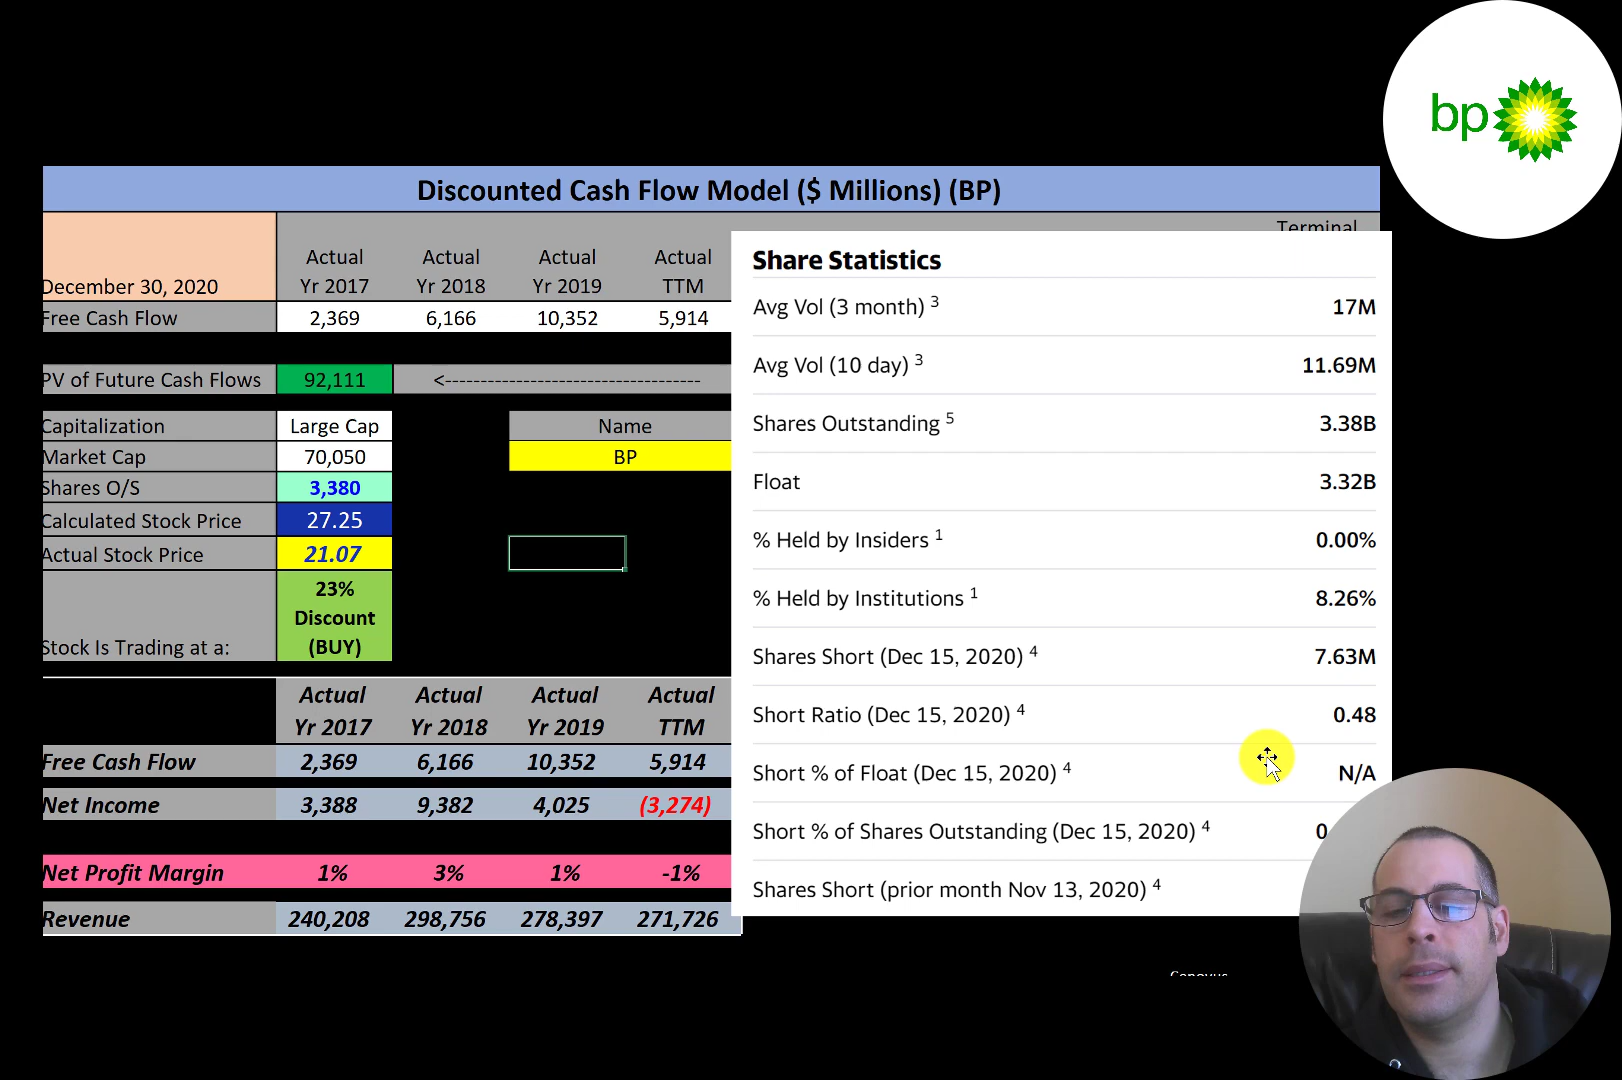 bp
Discounted Cash Flow Model ($ Millions) (BP)
Terminal
Actual Actual Actual Actual
December 30, 2020 Yr 2017 Yr 2018 Yr 2019 TTM
Free Cash Flow 2,369 6,166 10,352 5,914
PV of Future Cash Flows 92,111 <-------------------------------------
Capitalization Large Cap Name
Market Cap 70,050 BP
Shares O/S 3,380
Calculated Stock Price 27.25
Actual Stock Price 21.07
23%
Discount
Stock Is Trading at a: (BUY)
Actual Actual Actual Actual
Yr 2017 Yr 2018 Yr 2019 TTM
Free Cash Flow 2,369 6,166 10,352 5,914
Net Income 3,388 9,382 4,025 (3,274)
Net Profit Margin 1% 3% 1% -1%
Revenue 240,208 298,756 278,397 271,726
Share Statistics
Avg Vol (3 month) 3 17M
Avg Vol (10 day) 3 11.69M
Shares Outstanding 5 3.38B
Float 3.32B
% Held by Insiders 1 0.00%
% Held by Institutions 1 8.26%
Shares Short (Dec 15, 2020) 4 7.63M
Short Ratio (Dec 15, 2020) 4 0.48
Short % of Float (Dec 15, 2020) 4 N/A
Short % of Shares Outstanding (Dec 15, 2020) 4 0.
Shares Short (prior month Nov 13, 2020) 4